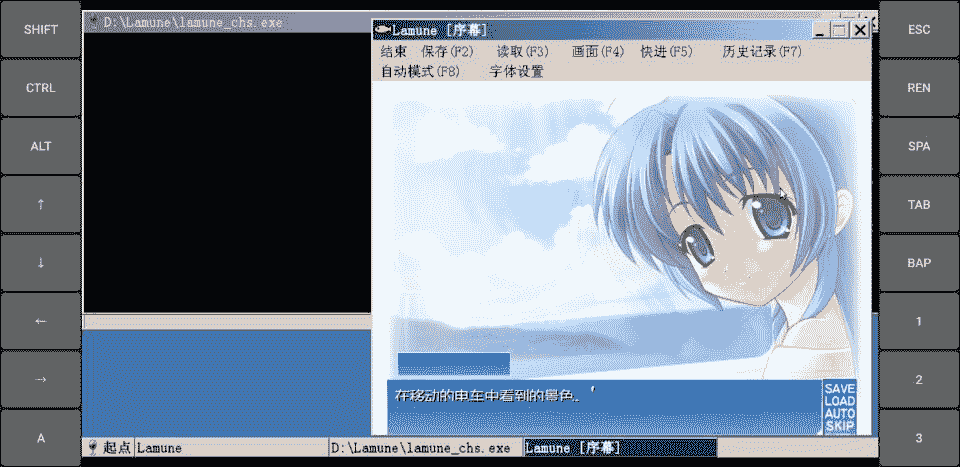 SHIFT
CTRL
ALT
↑
↓
←
→
A
D:\Lamune\lamune_chs.exe
Lamune [序幕]
结束 保存(F2) 读取(F3) 画面(F4) 快进(F5) 历史记录(F7)
自动模式(F8) 字体设置
在移动的电车中看到的景色。
SAVE
LOAD
AUTO
SKIP
起点 Lamune D:\Lamune\lamune_chs.exe Lamune [序幕]
ESC
REN
SPA
TAB
BAP
1
2
3